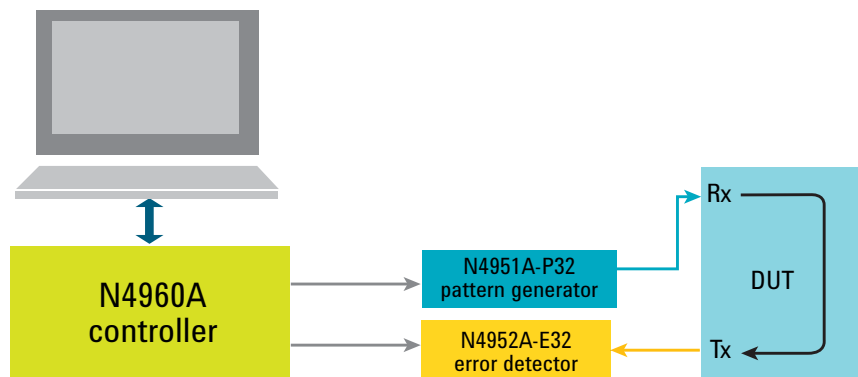 N4960A
controller
N4951A-P32
pattern generator
N4952A-E32
error detector
Rx
DUT
Tx